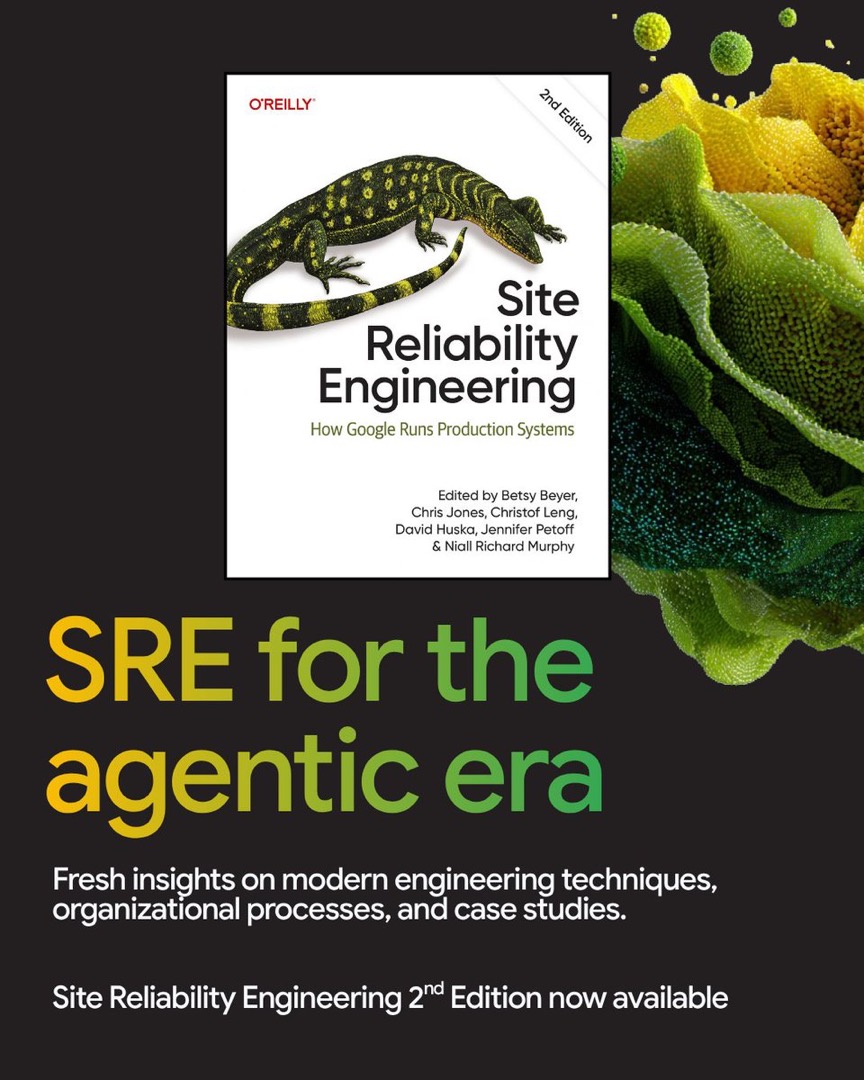 O'REILLY®
2nd Edition
Site
Reliability
Engineering
How Google Runs Production Systems
Edited by Betsy Beyer,
Chris Jones, Christof Leng,
David Huska, Jennifer Petoff
& Niall Richard Murphy
SRE for the
agentic era
Fresh insights on modern engineering techniques,
organizational processes, and case studies.
Site Reliability Engineering 2nd Edition now available